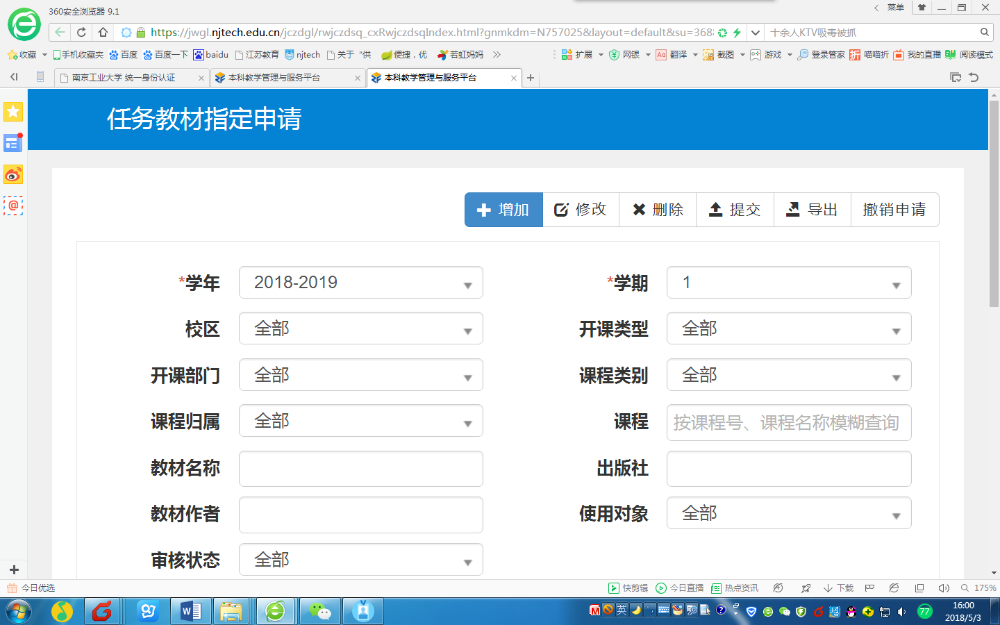 360安全浏览器 9.1
菜单
https://jwgl.njtech.edu.cn/jczdgl/rwjczdsq_cxRwjczdsqIndex.html?gnmkdm=N757025&layout=default&su=368
十余人KTV吸毒被抓
收藏 手机收藏夹 百度 百度一下 baidu 江苏教育 njtech 关于“供 便捷，优 若虹妈妈 扩展 网银 翻译 截图 游戏 登录管家 喵喵折 我的直播 阅读模式
南京工业大学 统一身份认证 本科教学管理与服务平台 本科教学管理与服务平台
任务教材指定申请
增加 修改 删除 提交 导出 撤销申请
*学年 2018-2019 *学期 1
校区 全部 开课类型 全部
开课部门 全部 课程类别 全部
课程归属 全部 课程 按课程号、课程名称模糊查询
教材名称 出版社
教材作者 使用对象 全部
审核状态 全部
今日优选 快剪辑 今日直播 热点资讯 下载 175%
英 77 16:00
2018/5/3